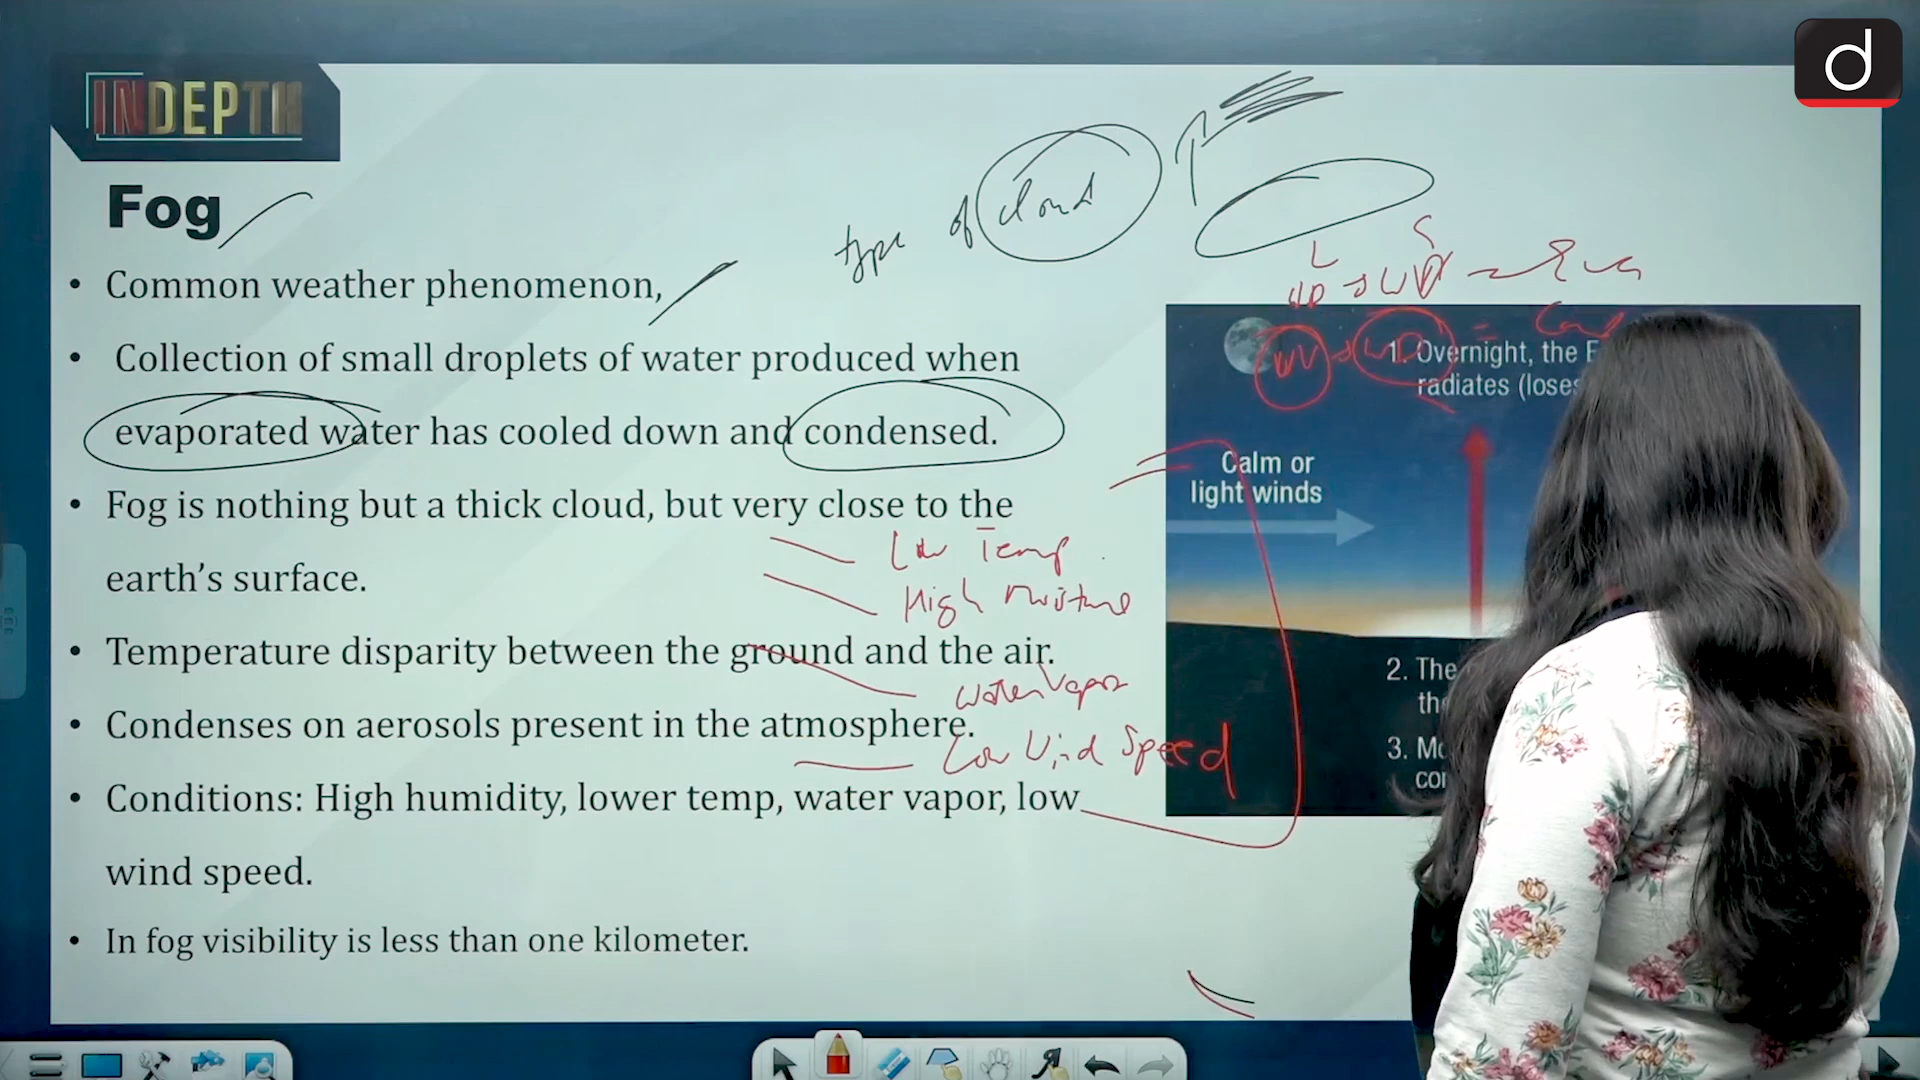 d
INDEPTH
type of cloud
Fog
• Common weather phenomenon,
• Collection of small droplets of water produced when
evaporated water has cooled down and condensed.
• Fog is nothing but a thick cloud, but very close to the
earth's surface.
Low Temp
High Moisture
• Temperature disparity between the ground and the air.
Water Vapor
• Condenses on aerosols present in the atmosphere.
Low Wind Speed
• Conditions: High humidity, lower temp, water vapor, low
wind speed.
• In fog visibility is less than one kilometer.
WV → WD =
1. Overnight, the
radiates
Calm or
light winds
2. The
3.